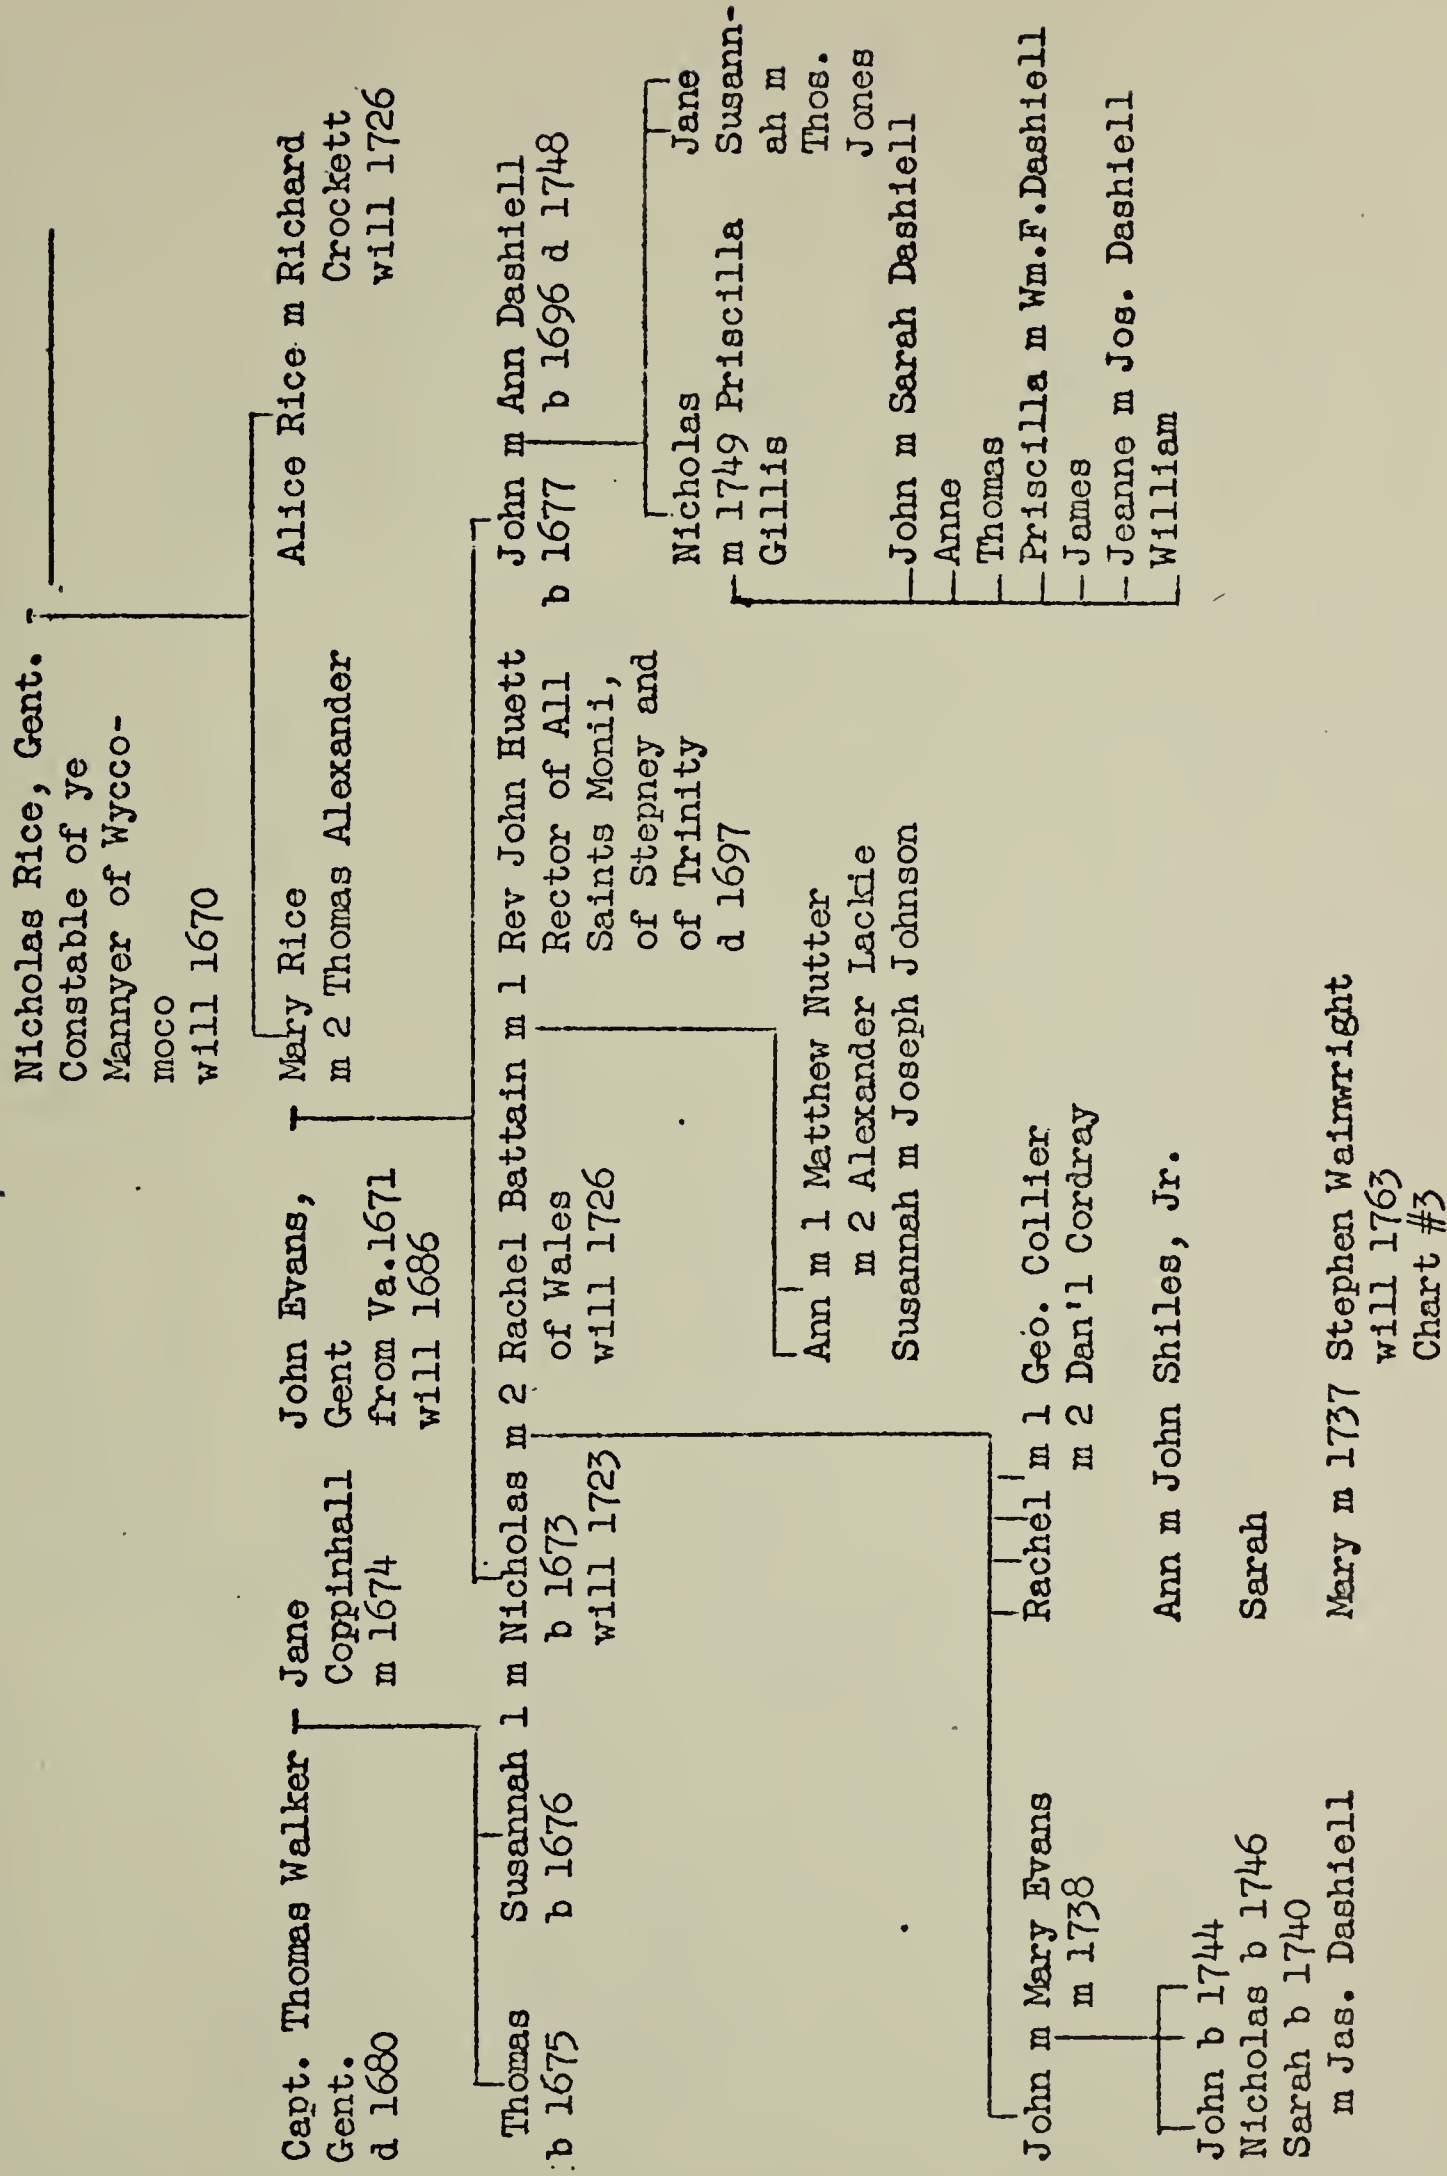 Nicholas Rice, Gent.
Constable of ye
Mannyer of Wycco-
moco
will 1670
Capt. Thomas Walker
Gent.
d 1680
Jane
Coppinhall
m 1674
John Evans,
Gent
from Va.1671
will 1686
Mary Rice
m 2 Thomas Alexander
Alice Rice m Richard
Crockett
will 1726
Thomas
b 1675
Susannah 1 m Nicholas m 2 Rachel Battain m 1 Rev John Huett
b 1676
b 1673
will 1723
of Wales
will 1726
Rector of All
Saints Monii,
of Stepney and
of Trinity
d 1697
John m Ann Dashiell
b 1677 b 1696 d 1748
Nicholas
m 1749 Priscilla
Gillis
Jane
Susann-
ah m
Thos.
Jones
John m Sarah Dashiell
Anne
Thomas
Priscilla m Wm.F.Dashiell
James
Jeanne m Jos. Dashiell
William
Ann m 1 Matthew Nutter
m 2 Alexander Lackie
Susannah m Joseph Johnson
John m Mary Evans
m 1738
Rachel m 1 Geo. Collier
m 2 Dan'l Cordray
Ann m John Shiles, Jr.
Sarah
Mary m 1737 Stephen Wainwright
will 1763
Chart #3
John b 1744
Nicholas b 1746
Sarah b 1740
m Jas. Dashiell